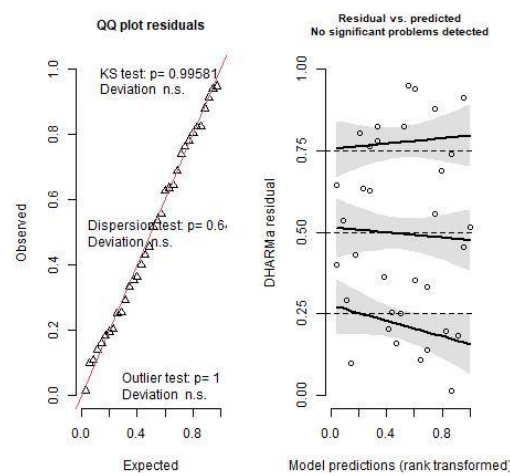 QQ plot residuals
KS test: p= 0.99581
Deviation n.s.
Dispersion test: p= 0.64
Deviation n.s.
Outlier test: p= 1
Deviation n.s.
Observed
0.0 0.2 0.4 0.6 0.8 1.0
0.0 0.4 0.8
Expected
Residual vs. predicted
No significant problems detected
DHARMa residual
0.00 0.25 0.50 0.75 1.00
0.0 0.4 0.8
Model predictions (rank transformed)